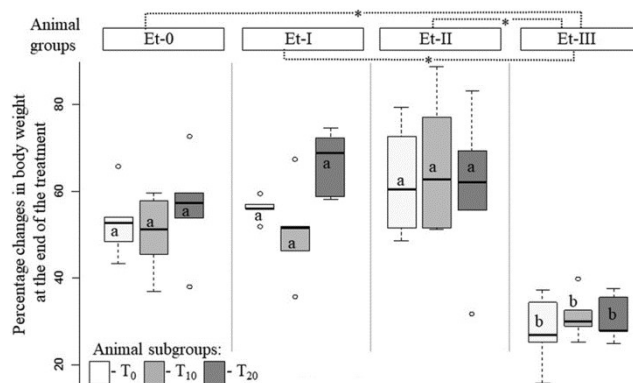 Animal
groups
Et-0 Et-I Et-II Et-III
* * *
Percentage changes in body weight
at the end of the treatment
80
60
40
20
a a a
a a a
a a a
b b b
Animal subgroups:
- T₀ - T₁₀ - T₂₀